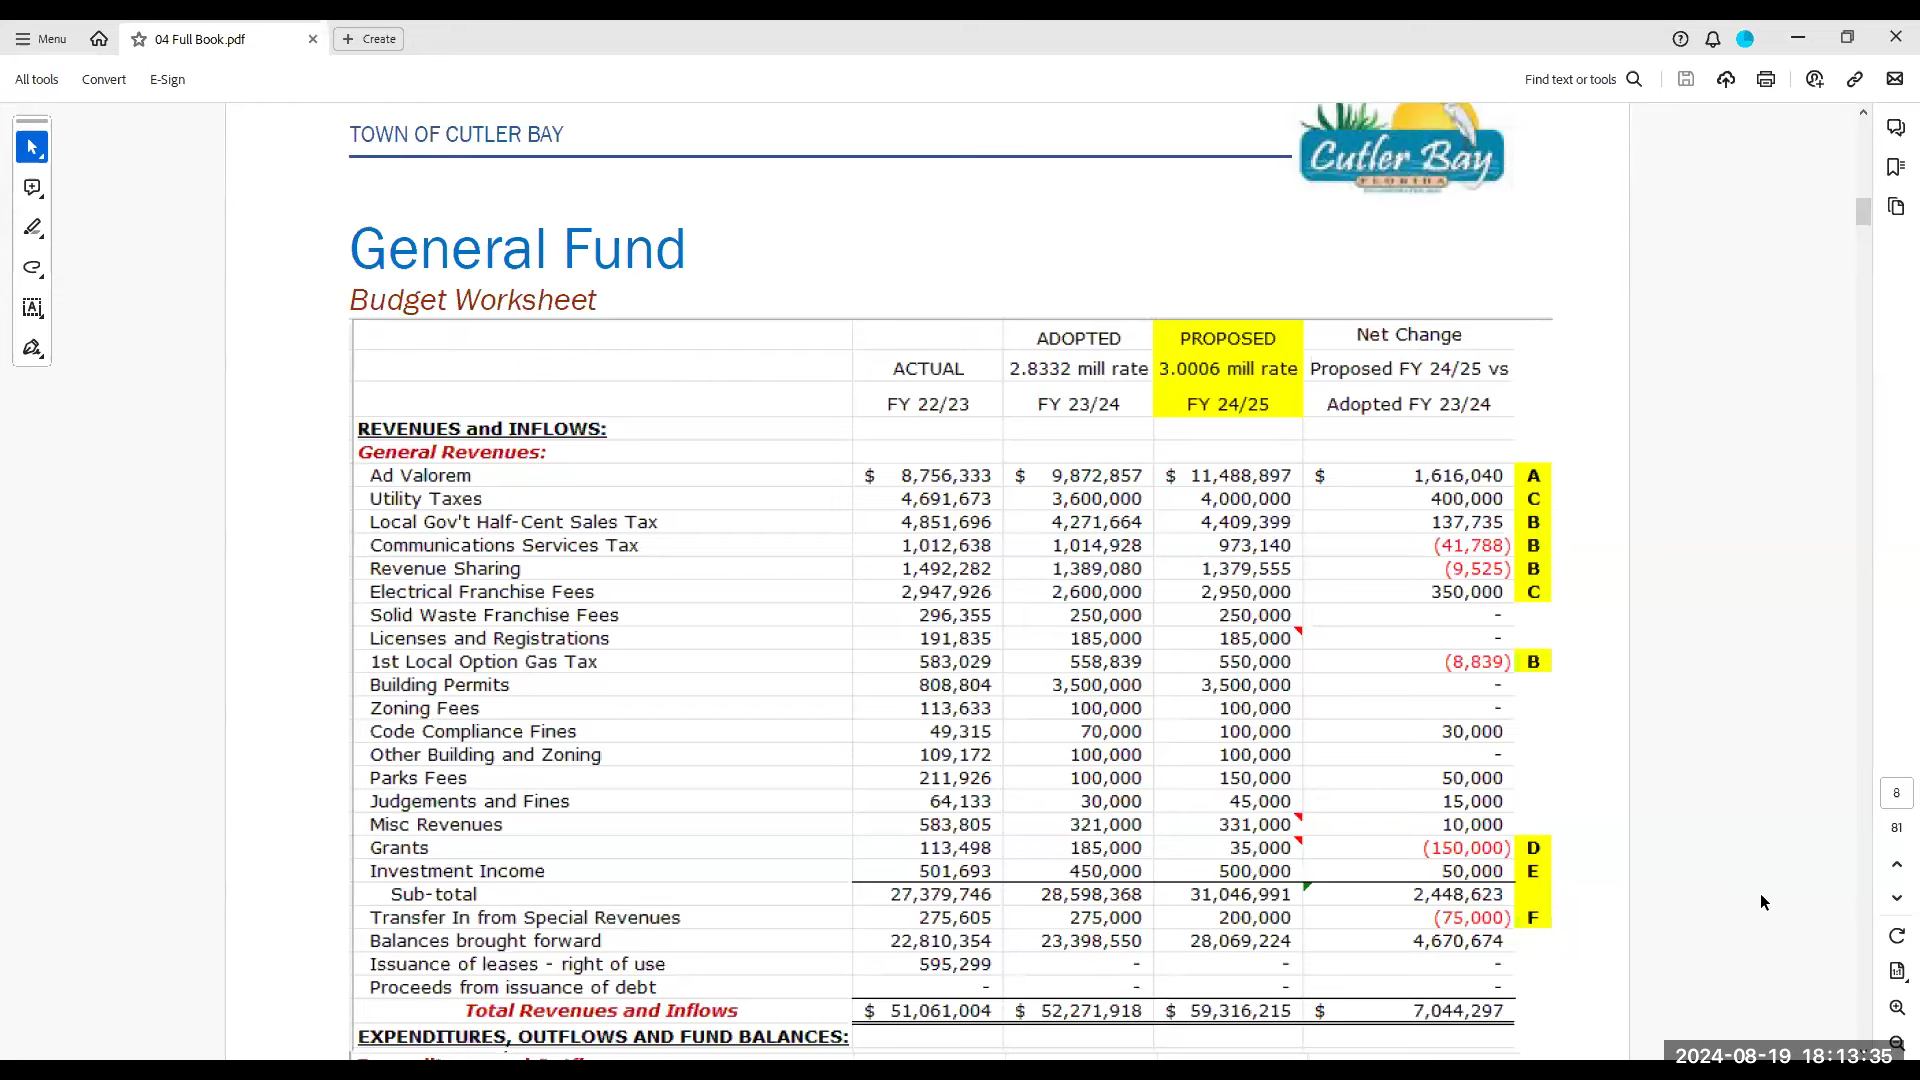 Menu
04 Full Book.pdf
Create
All tools
Convert
E-Sign
Find text or tools
TOWN OF CUTLER BAY
Cutler Bay
FLORIDA
General Fund
Budget Worksheet
ADOPTED PROPOSED Net Change
ACTUAL 2.8332 mill rate 3.0006 mill rate Proposed FY 24/25 vs
FY 22/23 FY 23/24 FY 24/25 Adopted FY 23/24
REVENUES and INFLOWS:
General Revenues:
Ad Valorem $ 8,756,333 $ 9,872,857 $ 11,488,897 $ 1,616,040 A
Utility Taxes 4,691,673 3,600,000 4,000,000 400,000 C
Local Gov't Half-Cent Sales Tax 4,851,696 4,271,664 4,409,399 137,735 B
Communications Services Tax 1,012,638 1,014,928 973,140 (41,788) B
Revenue Sharing 1,492,282 1,389,080 1,379,555 (9,525) B
Electrical Franchise Fees 2,947,926 2,600,000 2,950,000 350,000 C
Solid Waste Franchise Fees 296,355 250,000 250,000 -
Licenses and Registrations 191,835 185,000 185,000 -
1st Local Option Gas Tax 583,029 558,839 550,000 (8,839) B
Building Permits 808,804 3,500,000 3,500,000 -
Zoning Fees 113,633 100,000 100,000 -
Code Compliance Fines 49,315 70,000 100,000 30,000
Other Building and Zoning 109,172 100,000 100,000 -
Parks Fees 211,926 100,000 150,000 50,000
Judgements and Fines 64,133 30,000 45,000 15,000
Misc Revenues 583,805 321,000 331,000 10,000
Grants 113,498 185,000 35,000 (150,000) D
Investment Income 501,693 450,000 500,000 50,000 E
Sub-total 27,379,746 28,598,368 31,046,991 2,448,623
Transfer In from Special Revenues 275,605 275,000 200,000 (75,000) F
Balances brought forward 22,810,354 23,398,550 28,069,224 4,670,674
Issuance of leases - right of use 595,299 - - -
Proceeds from issuance of debt - - - -
Total Revenues and Inflows $ 51,061,004 $ 52,271,918 $ 59,316,215 $ 7,044,297
EXPENDITURES, OUTFLOWS AND FUND BALANCES:
8
81
2024-08-19 18:13:35